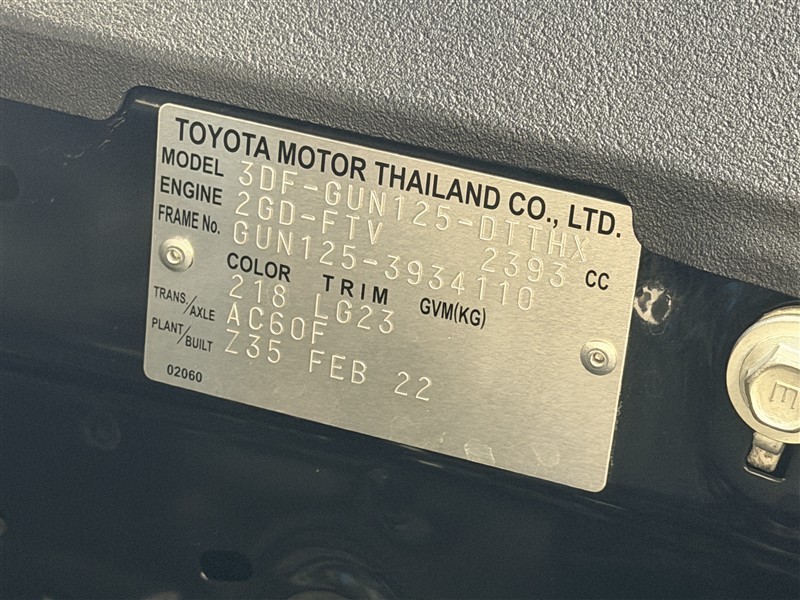 TOYOTA MOTOR THAILAND CO., LTD.
MODEL 3DF-GUN125-DTTHX
ENGINE 2GD-FTV 2393 CC
FRAME No. GUN125-3934110
COLOR TRIM GVM(KG)
218 LG23
TRANS./AXLE AC60F
PLANT/BUILT Z35 FEB 22
02060
E